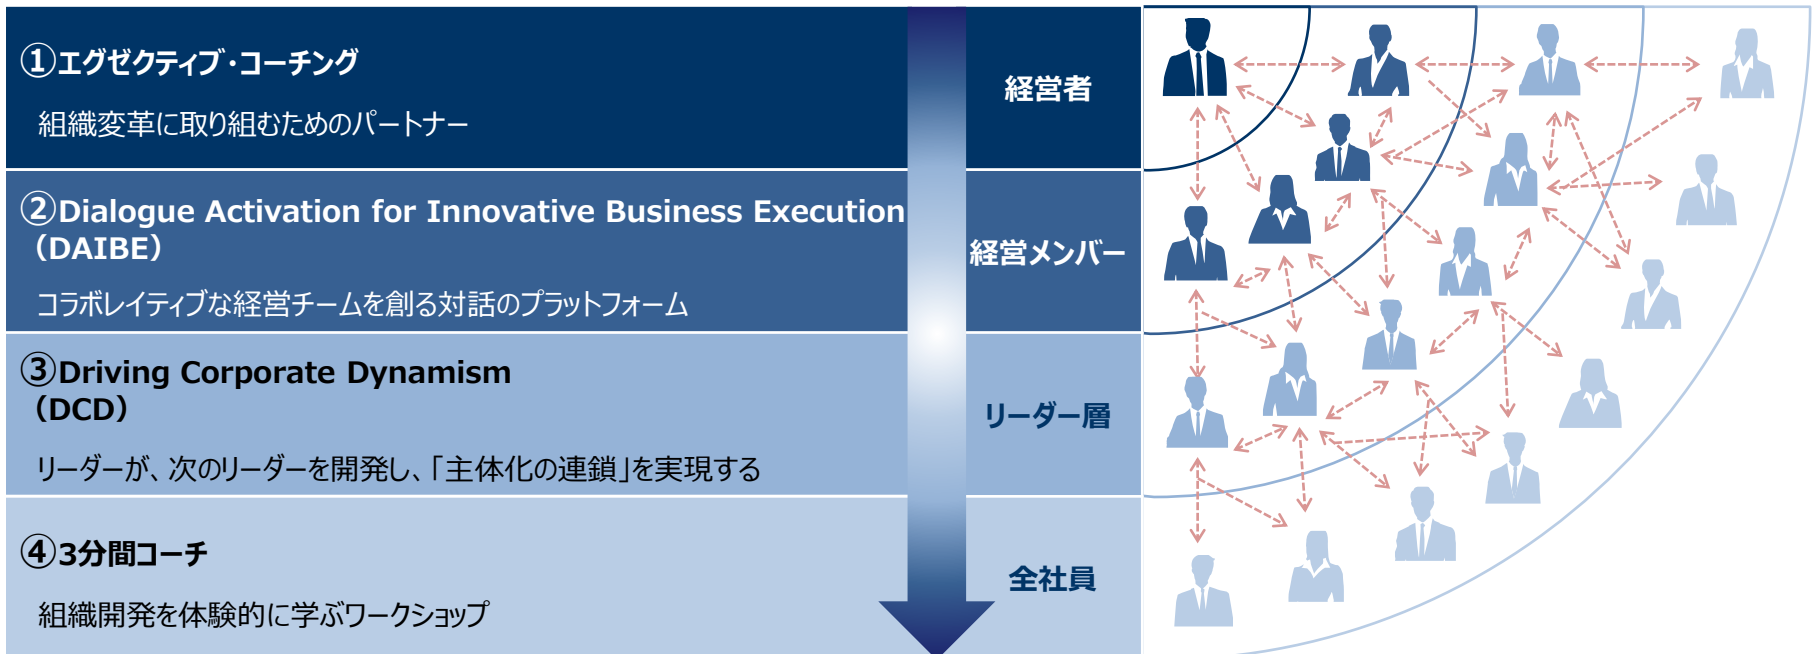 ①エグゼクティブ・コーチング
組織変革に取り組むためのパートナー
経営者
②Dialogue Activation for Innovative Business Execution
（DAIBE）
コラボレイティブな経営チームを創る対話のプラットフォーム
経営メンバー
③Driving Corporate Dynamism
（DCD）
リーダーが、次のリーダーを開発し、「主体化の連鎖」を実現する
リーダー層
④3分間コーチ
組織開発を体験的に学ぶワークショップ
全社員